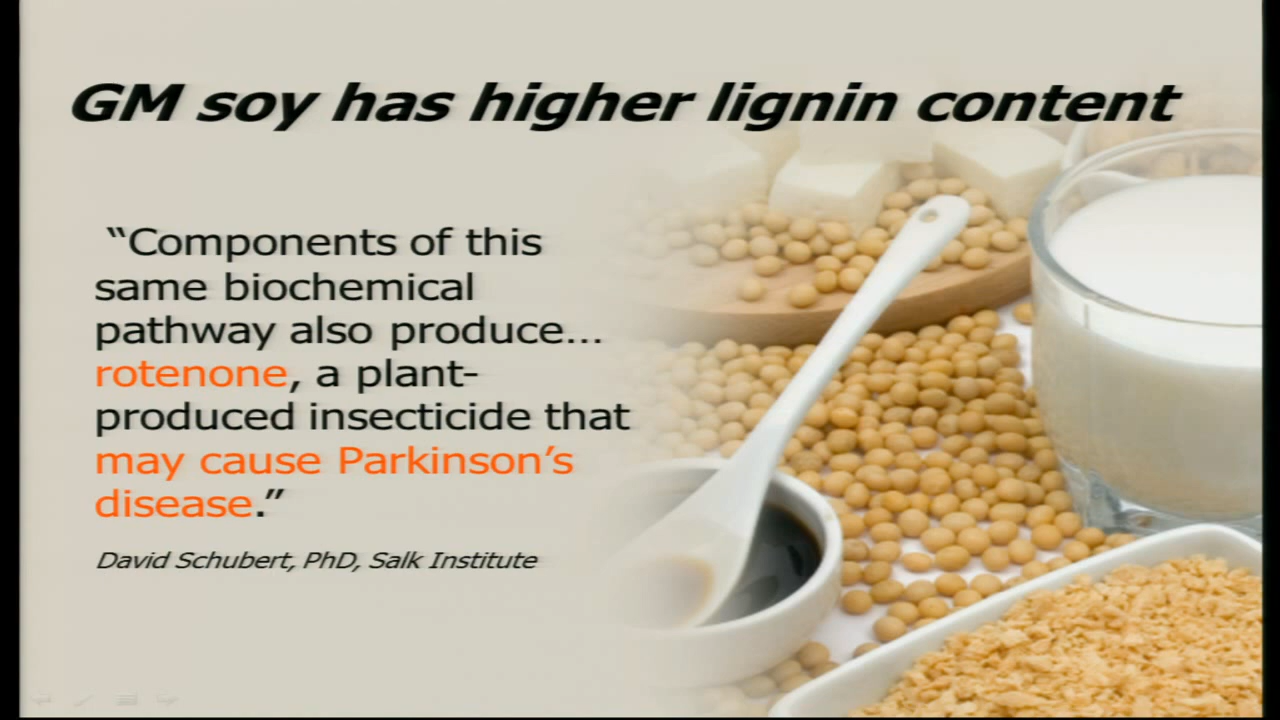 GM soy has higher lignin content
“Components of this
same biochemical
pathway also produce...
rotenone, a plant-
produced insecticide that
may cause Parkinson’s
disease.”
David Schubert, PhD, Salk Institute